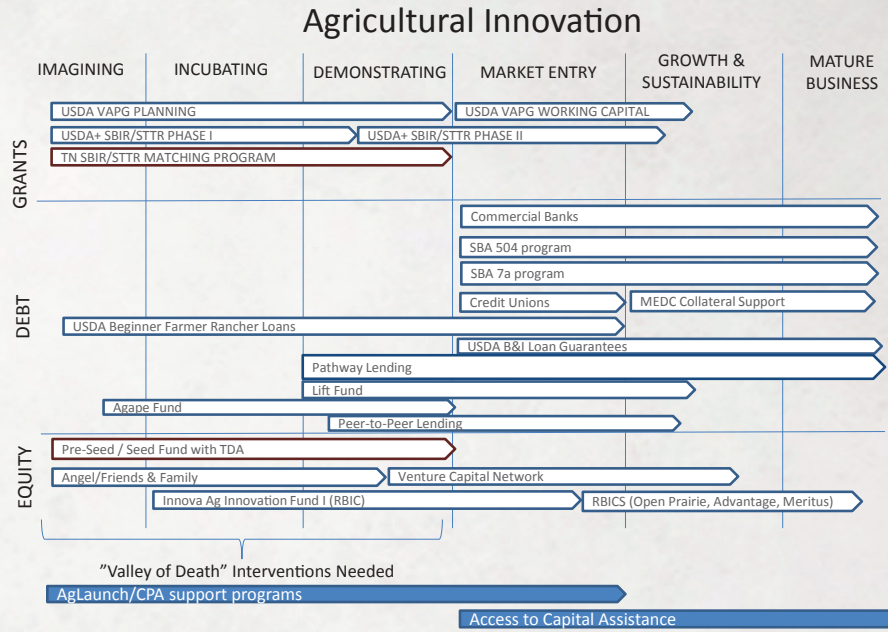 Agricultural Innovation
IMAGINING
INCUBATING
DEMONSTRATING
MARKET ENTRY
GROWTH &
SUSTAINABILITY
MATURE
BUSINESS
GRANTS
USDA VAPG PLANNING
USDA VAPG WORKING CAPITAL
USDA+ SBIR/STTR PHASE I
USDA+ SBIR/STTR PHASE II
TN SBIR/STTR MATCHING PROGRAM
DEBT
Commercial Banks
SBA 504 program
SBA 7a program
Credit Unions
MEDC Collateral Support
USDA Beginner Farmer Rancher Loans
USDA B&I Loan Guarantees
Pathway Lending
Lift Fund
Agape Fund
Peer-to-Peer Lending
EQUITY
Pre-Seed / Seed Fund with TDA
Angel/Friends & Family
Venture Capital Network
Innova Ag Innovation Fund I (RBIC)
RBICS (Open Prairie, Advantage, Meritus)
”Valley of Death” Interventions Needed
AgLaunch/CPA support programs
Access to Capital Assistance